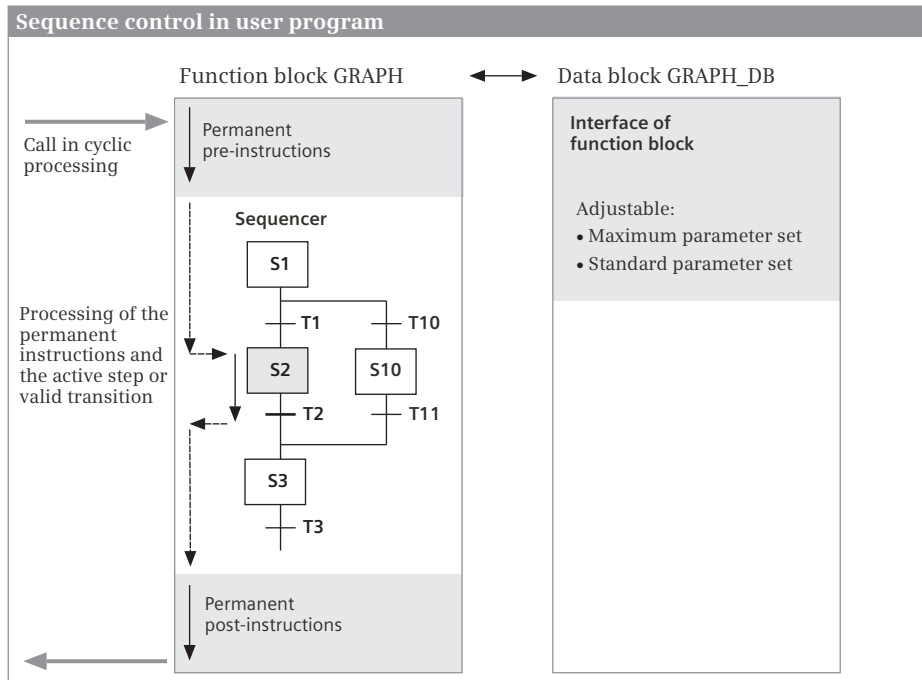 Sequence control in user program
Function block GRAPH
Data block GRAPH_DB
Call in cyclic
processing
Permanent
pre-instructions
Interface of
function block
Adjustable:
• Maximum parameter set
• Standard parameter set
Sequencer
S1
T1
T10
Processing of the
permanent
instructions and
the active step or
valid transition
S2
S10
T2
T11
S3
T3
Permanent
post-instructions